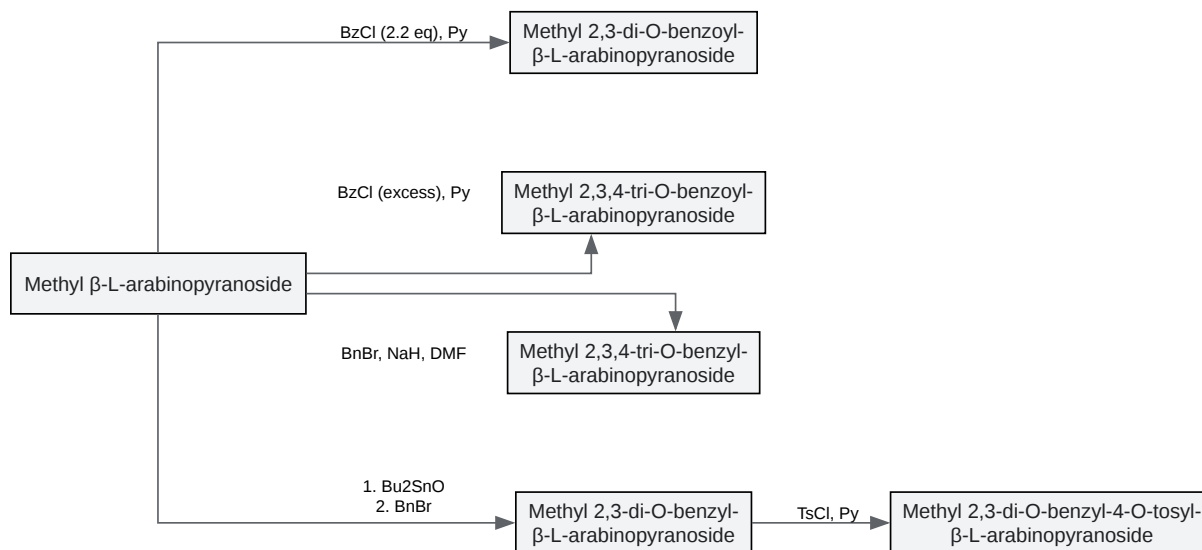 BzCl (2.2 eq), Py
Methyl 2,3-di-O-benzoyl-
β-L-arabinopyranoside
BzCl (excess), Py
Methyl 2,3,4-tri-O-benzoyl-
β-L-arabinopyranoside
Methyl β-L-arabinopyranoside
BnBr, NaH, DMF
Methyl 2,3,4-tri-O-benzyl-
β-L-arabinopyranoside
1. Bu2SnO
2. BnBr
Methyl 2,3-di-O-benzyl-
β-L-arabinopyranoside
TsCl, Py
Methyl 2,3-di-O-benzyl-4-O-tosyl-
β-L-arabinopyranoside